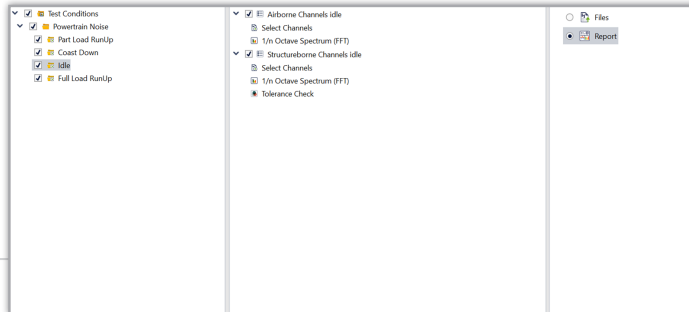 Test Conditions
Powertrain Noise
Part Load RunUp
Coast Down
Idle
Full Load RunUp
Airborne Channels idle
Select Channels
1/n Octave Spectrum (FFT)
Structureborne Channels idle
Select Channels
1/n Octave Spectrum (FFT)
Tolerance Check
Files
Report